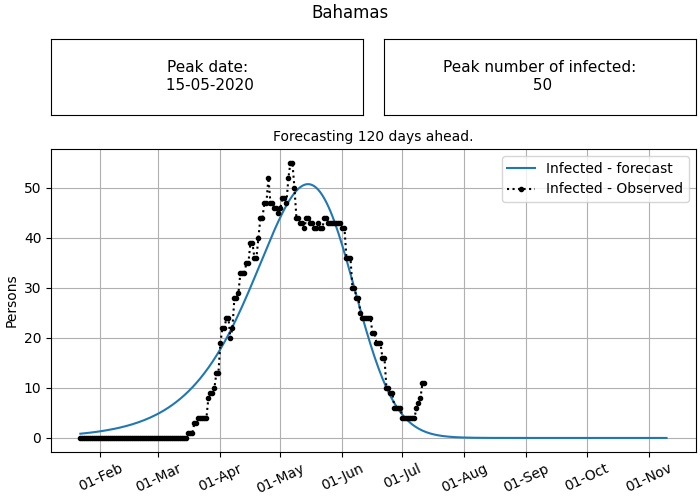 Bahamas
Peak date:
15-05-2020
Peak number of infected:
50
Forecasting 120 days ahead.
Infected - forecast
Infected - Observed
Persons
50
40
30
20
10
0
01-Feb
01-Mar
01-Apr
01-May
01-Jun
01-Jul
01-Aug
01-Sep
01-Oct
01-Nov